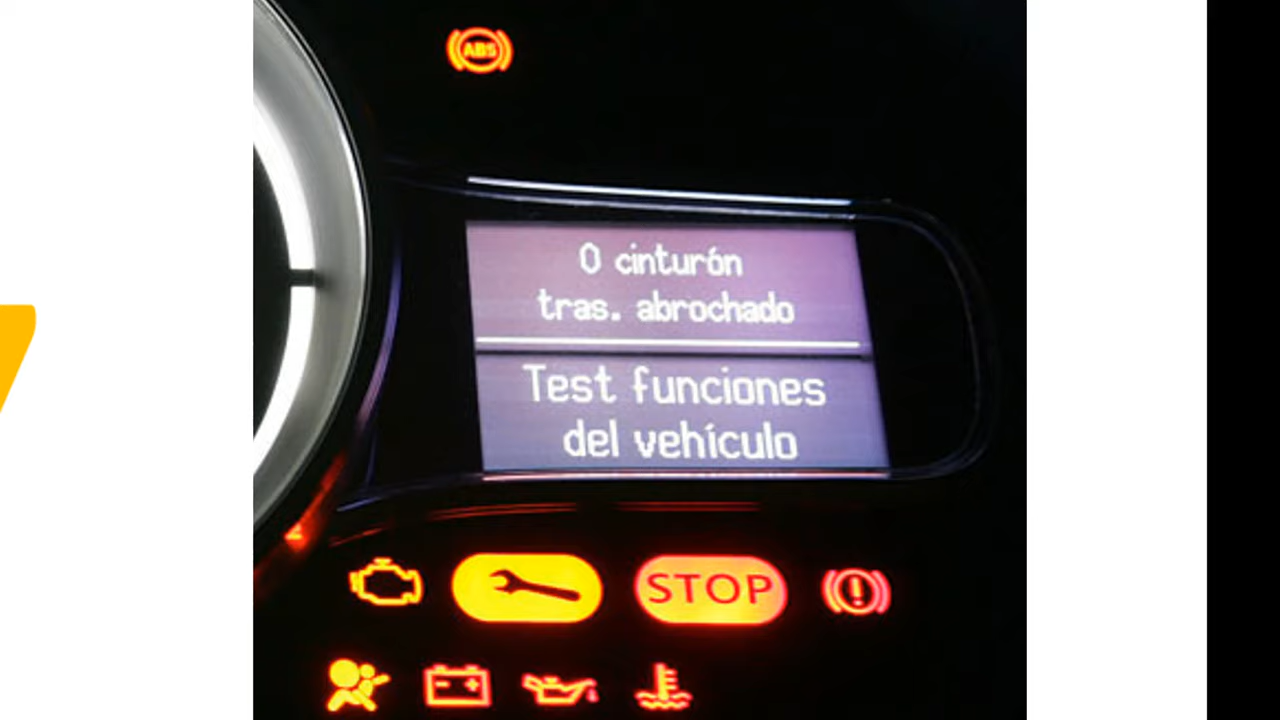 ABS
0 cinturón
tras. abrochado
Test funciones
del vehículo
STOP